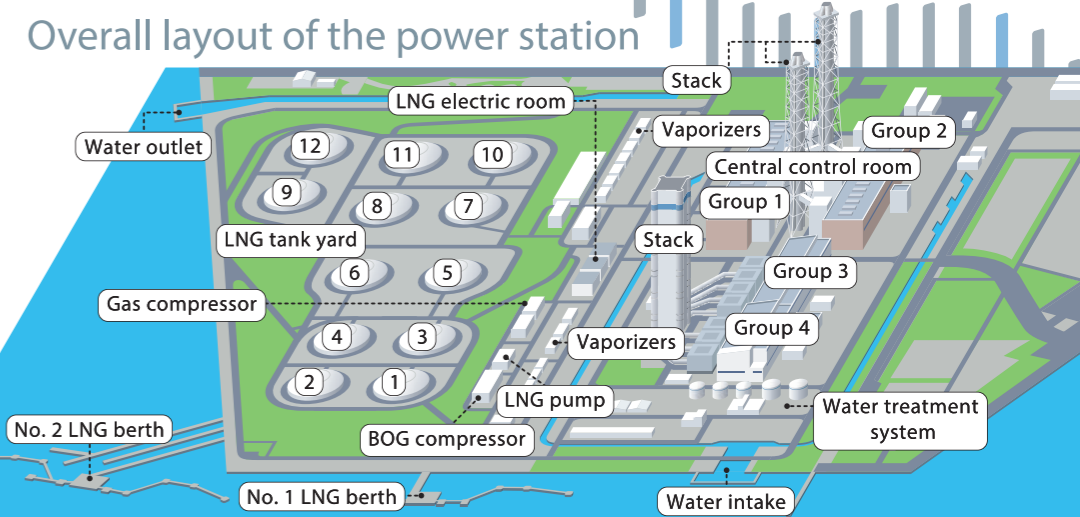 Overall layout of the power station
Stack
LNG electric room
Vaporizers
Group 2
Water outlet
12
11
10
Central control room
9
8
7
Group 1
LNG tank yard
Stack
6
5
Group 3
Gas compressor
4
3
Vaporizers
Group 4
2
1
LNG pump
Water treatment
system
No. 2 LNG berth
BOG compressor
No. 1 LNG berth
Water intake